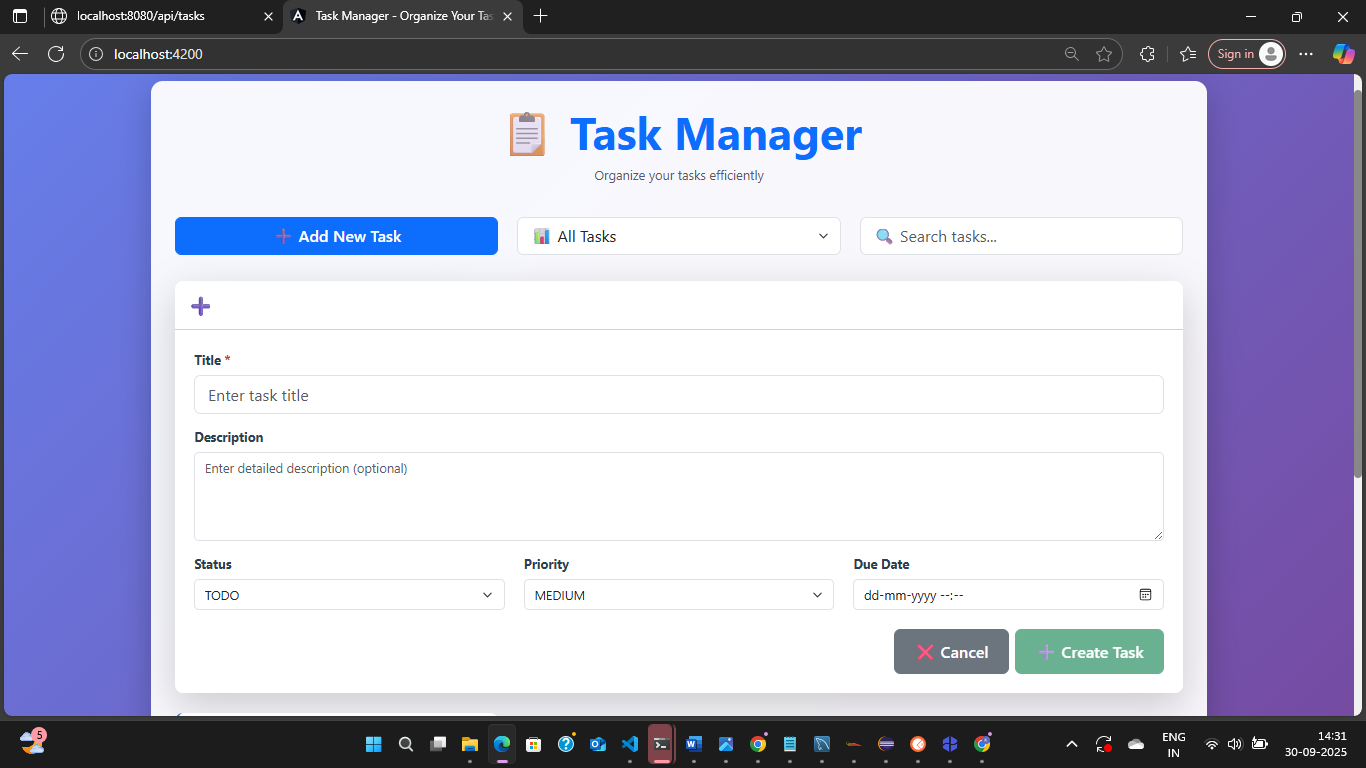 localhost:8080/api/tasks
Task Manager - Organize Your Tas
localhost:4200
Sign in
Task Manager
Organize your tasks efficiently
Add New Task
All Tasks
Search tasks...
Title *
Enter task title
Description
Enter detailed description (optional)
Status
Priority
Due Date
TODO
MEDIUM
dd-mm-yyyy --:--
Cancel
Create Task
5
ENG
IN
14:31
30-09-2025